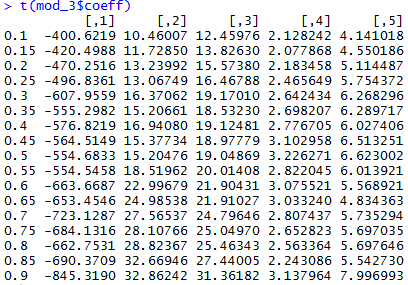 > t(mod_3$coeff)
[,1] [,2] [,3] [,4] [,5]
0.1 -400.6219 10.46007 12.45976 2.128242 4.141018
0.15 -420.4988 11.72850 13.82630 2.077868 4.550186
0.2 -470.2516 13.23992 15.57380 2.183458 5.114487
0.25 -496.8361 13.06749 16.46788 2.465649 5.754372
0.3 -607.9559 16.37062 19.17010 2.642434 6.268296
0.35 -555.2982 15.20661 18.53230 2.698207 6.289717
0.4 -576.8219 16.94080 19.12481 2.776705 6.027406
0.45 -564.5149 15.37734 18.97779 3.102958 6.513251
0.5 -554.6833 15.20476 19.04869 3.226271 6.623002
0.55 -554.5458 18.51962 20.01408 2.822045 6.013921
0.6 -663.6687 22.99679 21.90431 3.075521 5.568921
0.65 -653.4546 24.98538 21.91027 3.033240 4.834363
0.7 -723.1287 27.56537 24.79646 2.807437 5.735294
0.75 -684.1316 28.10766 25.04970 2.652823 5.697035
0.8 -662.7531 28.82367 25.46343 2.563364 5.697646
0.85 -690.3709 32.66946 27.44005 2.243086 5.542730
0.9 -845.3190 32.86242 31.36182 3.137964 7.996993